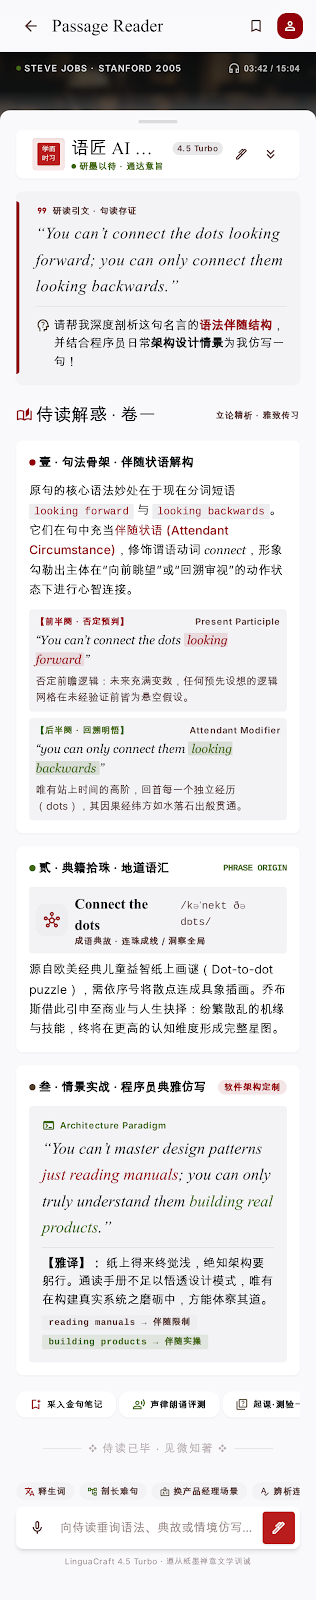 Passage Reader
STEVE JOBS · STANFORD 2005
03:42 / 15:04
学而
时习
语匠 AI ...
4.5 Turbo
研墨以待 · 通达意旨
研读引文 · 句读存证
“You can’t connect the dots looking
forward; you can only connect them
looking backwards.”
请帮我深度剖析这句名言的语法伴随结构，
并结合程序员日常架构设计情景为我仿写一
句！
侍读解惑 · 卷一
立论精析 · 雅致传习
壹 · 句法骨架 · 伴随状语解构
原句的核心语法妙处在于现在分词短语
looking forward 与 looking backwards 。
它们在句中充当伴随状语 (Attendant
Circumstance)，修饰谓语动词 connect，形象
勾勒出主体在“向前眺望”或“回溯审视”的动作状
态下进行心智连接。
【前半阕 · 否定预判】
Present Participle
“You can’t connect the dots looking
forward”
否定前瞻逻辑：未来充满变数，任何预先设想的逻辑
网格在未经验证前皆为悬空假设。
【后半阕 · 回溯明悟】
Attendant Modifier
“you can only connect them looking
backwards”
唯有站上时间的高阶，回首每一个独立经历
（dots），其因果经纬方如水落石出般贯通。
贰 · 典籍拾珠 · 地道语汇
PHRASE ORIGIN
Connect the
dots
/kəˈnekt ðə
dɒts/
成语典故 · 连珠成线 / 洞察全局
源自欧美经典儿童益智纸上画谜（Dot-to-dot
puzzle），需依序号将散点连成具象插画。乔布
斯借此引申至商业与人生抉择：纷繁散乱的机缘
与技能，终将在更高的认知维度形成完整星图。
叁 · 情景实战 · 程序员典雅仿写
软件架构定制
Architecture Paradigm
“You can’t master design patterns
just reading manuals; you can only
truly understand them building real
products.”
【雅译】：纸上得来终觉浅，绝知架构要
躬行。通读手册不足以悟透设计模式，唯有
在构建真实系统之磨砺中，方能体察其道。
reading manuals → 伴随限制
building products → 伴随实操
采入金句笔记
声律朗诵评测
起课·测验一
侍读已毕 · 见微知著
释生词
剖长难句
换产品经理场景
辨析连
向侍读垂询语法、典故或情境仿写...
LinguaCraft 4.5 Turbo · 遵从纸墨禅意文学训诫